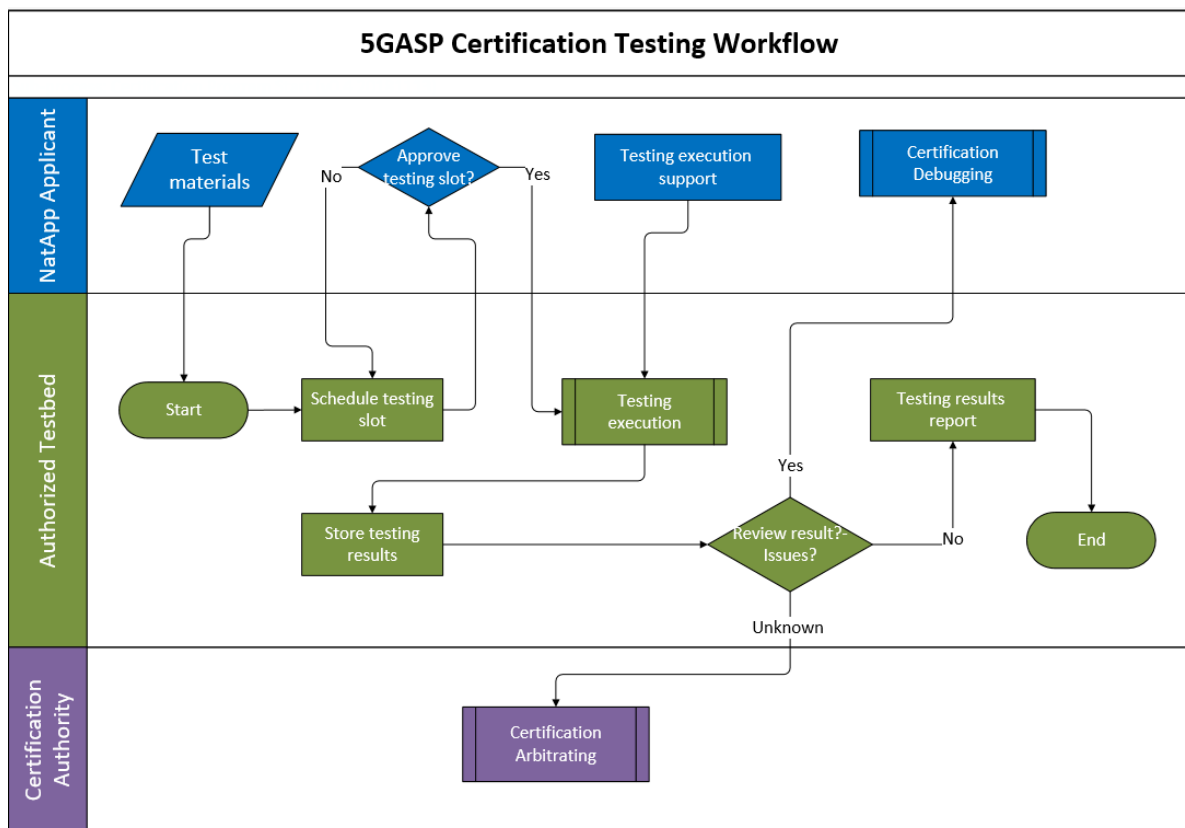 5GASP Certification Testing Workflow
NatApp Applicant
Test
materials
Approve
testing slot?
No
Yes
Testing execution
support
Certification
Debugging
Authorized Testbed
Start
Schedule testing
slot
Testing
execution
Testing results
report
Yes
Store testing
results
Review result?-
Issues?
No
End
Unknown
Certification
Authority
Certification
Arbitrating